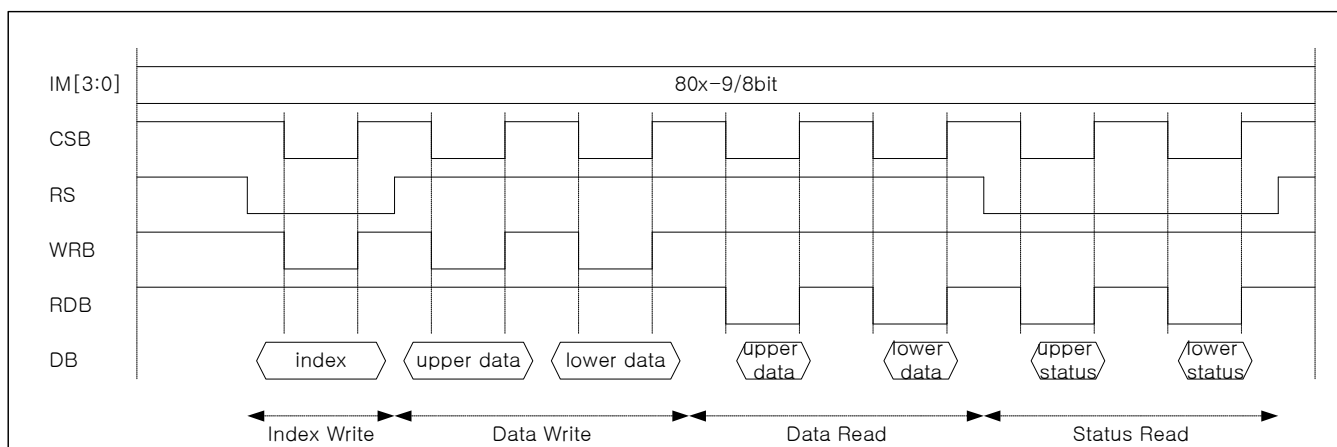 IM[3:0]
80x-9/8bit
CSB
RS
WRB
RDB
DB
index
upper data
lower data
upper
data
lower
data
upper
status
lower
status
Index Write
Data Write
Data Read
Status Read